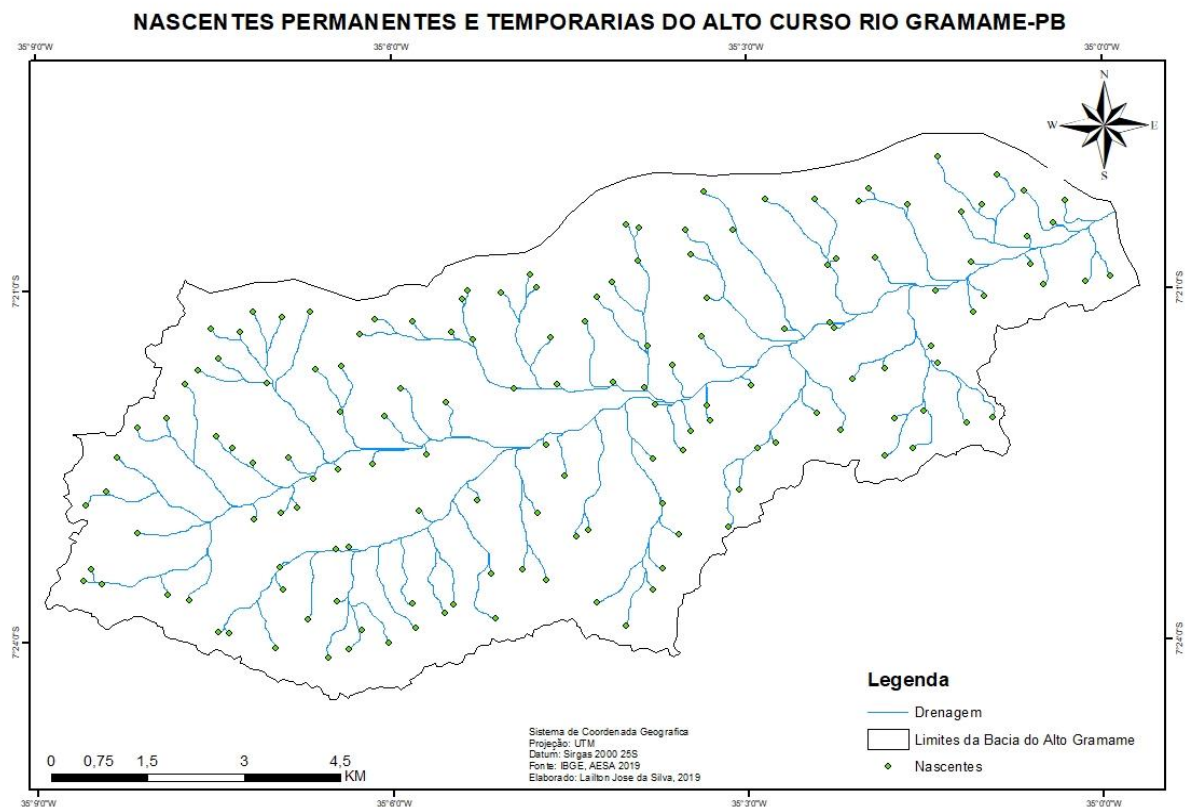 NASCENTES PERMANENTES E TEMPORARIAS DO ALTO CURSO RIO GRAMAME-PB
35°9'0"W 35°6'0"W 35°3'0"W 35°0'0"W
N
W E
S
7°21'0"S 7°21'0"S
7°24'0"S 7°24'0"S
Legenda
Drenagem
Limites da Bacia do Alto Gramame
Nascentes
Sistema de Coordenada Geografica
Projeção: UTM
Datum: Sirgas 2000 25S
Fonte: IBGE, AESA 2019
Elaborado: Lailton Jose da Silva, 2019
0 0,75 1,5 3 4,5
KM
35°9'0"W 35°6'0"W 35°3'0"W 35°0'0"W